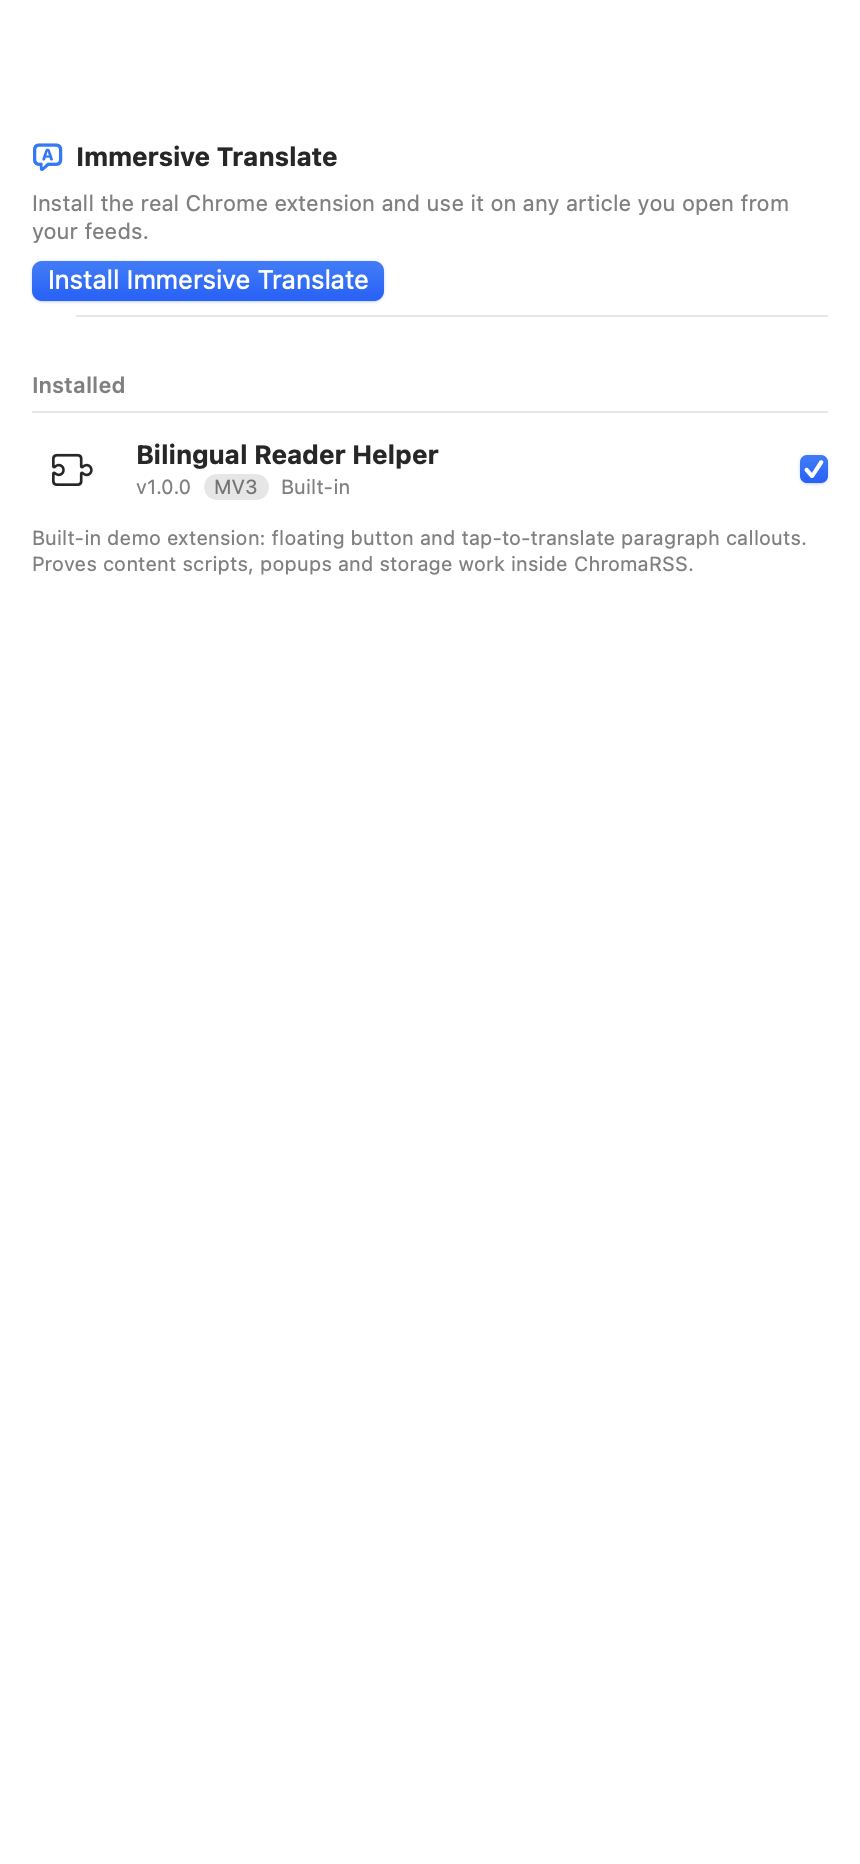 A
Immersive Translate
Install the real Chrome extension and use it on any article you open from
your feeds.
Install Immersive Translate
Installed
Bilingual Reader Helper
v1.0.0 MV3 Built-in
Built-in demo extension: floating button and tap-to-translate paragraph callouts.
Proves content scripts, popups and storage work inside ChromaRSS.